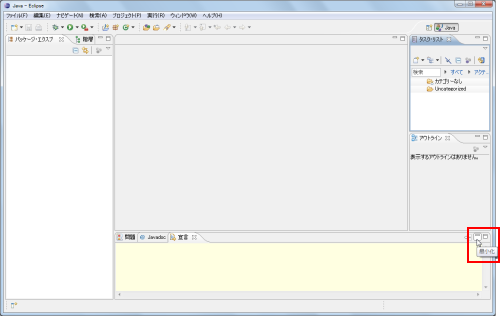 Java - Eclipse
ファイル(F) 編集(E) ナビゲート(N) 検索(A) プロジェクト(P) 実行(R) ウィンドウ(W) ヘルプ(H)
Java
パッケージ・エクスプ 階層
タスク・リスト
検索 すべて アクテ
カテゴリーなし
Uncategorized
アウトライン
表示するアウトラインはありません。
問題 Javadoc 宣言
最小化